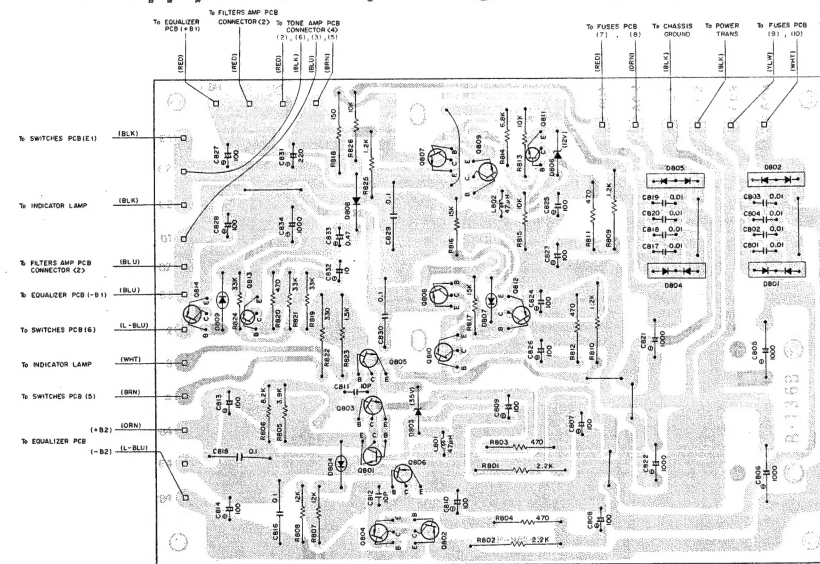 To EQUALIZER PCB (+B1)
To FILTERS AMP PCB CONNECTOR (2)
To TONE AMP PCB CONNECTOR (4)
(2), (6), (3), (5)
To FUSES PCB
(7) , (8)
To CHASSIS GROUND
To POWER TRANS
To FUSES PCB
(9) , (10)
(RED)
(RED)
(RED)
(BLK)
(BLU)
(BRN)
(RED)
(ORN)
(BLK)
(BLK)
(YLW)
(WHT)
To SWITCHES PCB (E1)
(BLK)
To INDICATOR LAMP
(BLK)
To FILTERS AMP PCB CONNECTOR (2)
(BLU)
To EQUALIZER PCB (-B1)
(BLU)
To SWITCHES PCB (6)
(L-BLU)
To INDICATOR LAMP
(WHT)
To SWITCHES PCB (5)
(BRN)
(+B2) (ORN)
To EQUALIZER PCB
(-B2) (L-BLU)
C827 100
C831 220
R818 150
R826 10K
R825 1.2K
Q807
Q809
R814 6.8K
R813 10K
Q811
D806 (12V)
C828 100
C834 1000
D808
C833 0.47
C829 0.1
R816 15K
L802 47μH
R815 10K
C825 100
C823 100
R811 470
R809 1.2K
D805
C819 0.01
C820 0.01
C818 0.01
C817 0.01
D804
D802
C803 0.01
C804 0.01
C802 0.01
C801 0.01
D801
C832 10
Q814
D809
R824 33K
Q813
R820 470
R821 33K
R819 33K
R822 330
R823 1.5K
C830 0.1
Q806
R817 15K
D807
Q812
C824 100
Q810
C826 100
R812 470
R810 1.2K
C821 1000
C805 1000
Q805
C811 10P
C813 100
R806 8.2K
R805 3.9K
Q803
D803 (35V)
C809 100
C807 100
C815 0.1
D804
Q801
L801 47μH
R803 470
R801 2.2K
Q806
C822 1000
C806 1000
C814 100
C816 0.1
R808 12K
R807 12K
C812 10P
C810 100
Q804
Q802
R804 470
R802 2.2K
C808 100